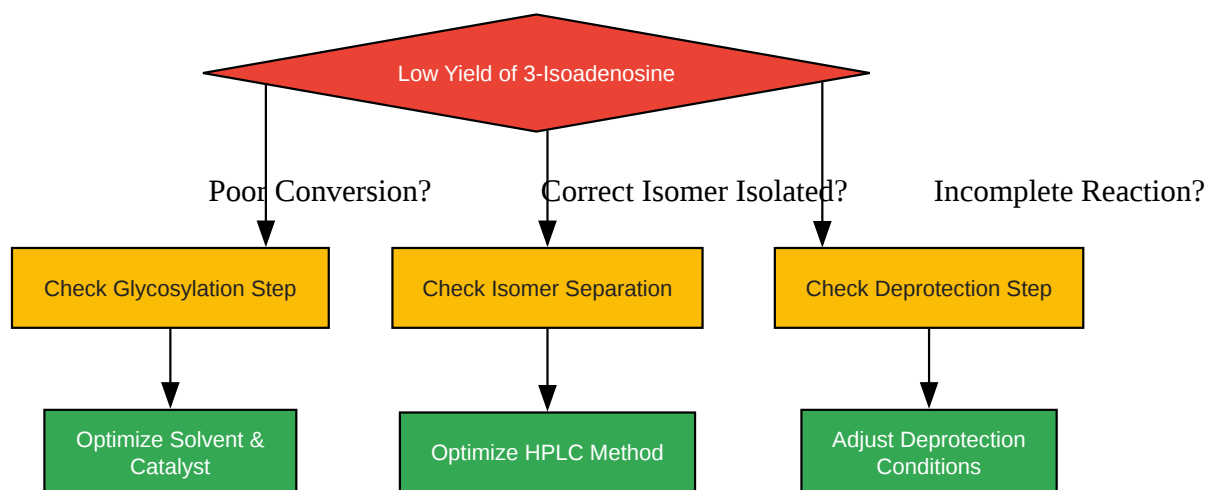 Low Yield of 3-Isoadenosine
Poor Conversion?
Correct Isomer Isolated?
Incomplete Reaction?
Check Glycosylation Step
Check Isomer Separation
Check Deprotection Step
Optimize Solvent &
Catalyst
Optimize HPLC Method
Adjust Deprotection
Conditions